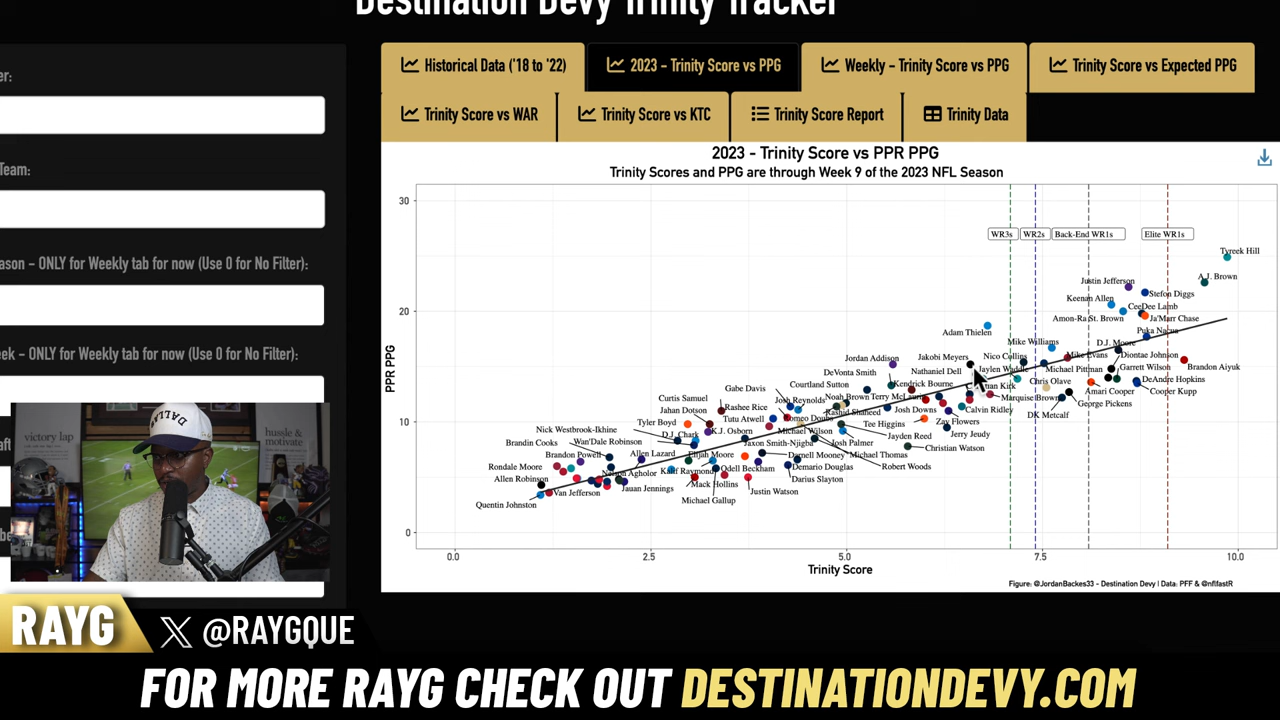 Destination Devy Trinity Tracker
er:
Team:
ason - ONLY for Weekly tab for now (Use 0 for No Filter):
eek - ONLY for Weekly tab for now (Use 0 for No Filter):
Historical Data ('18 to '22)
2023 - Trinity Score vs PPG
Weekly - Trinity Score vs PPG
Trinity Score vs Expected PPG
Trinity Score vs WAR
Trinity Score vs KTC
Trinity Score Report
Trinity Data
2023 - Trinity Score vs PPR PPG
Trinity Scores and PPG are through Week 9 of the 2023 NFL Season
30
20
10
0
PPR PPG
WR3s
WR2s
Back-End WR1s
Elite WR1s
Tyreek Hill
A.J. Brown
Justin Jefferson
Stefon Diggs
Keenan Allen
CeeDee Lamb
Amon-Ra St. Brown
Ja'Marr Chase
Adam Thielen
Puka Nacua
Mike Williams
D.J. Moore
Jordan Addison
Jakobi Meyers
Nico Collins
Mike Evans
Diontae Johnson
DeVonta Smith
Nathaniel Dell
Jaylen Waddle
Michael Pittman
Garrett Wilson
Brandon Aiyuk
Gabe Davis
Courtland Sutton
Kendrick Bourne
Chris Olave
DeAndre Hopkins
Curtis Samuel
Josh Reynolds
Noah Brown
Terry McLaurin
Marquise Brown
Amari Cooper
Cooper Kupp
Jahan Dotson
Rashee Rice
Rashid Shaheed
Josh Downs
Calvin Ridley
DK Metcalf
George Pickens
Tyler Boyd
Tutu Atwell
Romeo Doubs
Tee Higgins
Zay Flowers
Nick Westbrook-Ikhine
D.J. Chark
K.J. Osborn
Michael Wilson
Jayden Reed
Jerry Jeudy
Brandin Cooks
Wan'Dale Robinson
Jaxon Smith-Njigba
Josh Palmer
Christian Watson
Brandon Powell
Allen Lazard
Elijah Moore
Darnell Mooney
Michael Thomas
Rondale Moore
Nelson Agholor
Kalif Raymond
Odell Beckham
Demario Douglas
Robert Woods
Allen Robinson
Mack Hollins
Darius Slayton
Van Jefferson
Jauan Jennings
Justin Watson
Quentin Johnston
Michael Gallup
0.0
2.5
5.0
7.5
10.0
Trinity Score
Figure: @JordanBackes33 - Destination Devy | Data: PFF & @nflfastR
victory lap
hustle &
motivate
DALLA
RAYG
X @RAYGQUE
FOR MORE RAYG CHECK OUT DESTINATIONDEVY.COM